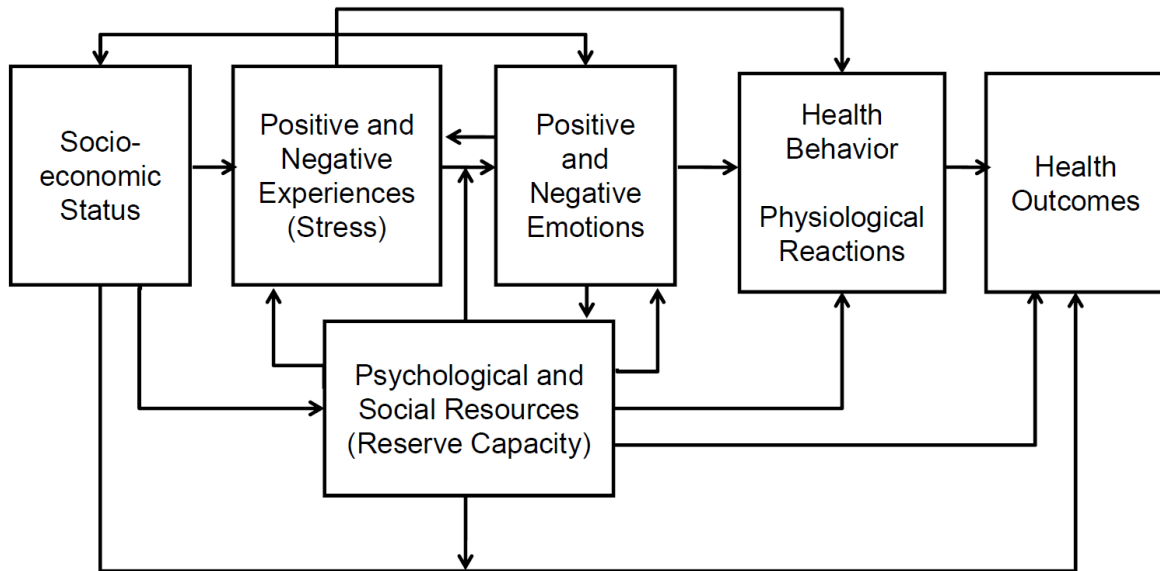 Socio-
economic
Status
Positive and
Negative
Experiences
(Stress)
Positive
and
Negative
Emotions
Health
Behavior
Physiological
Reactions
Health
Outcomes
Psychological and
Social Resources
(Reserve Capacity)